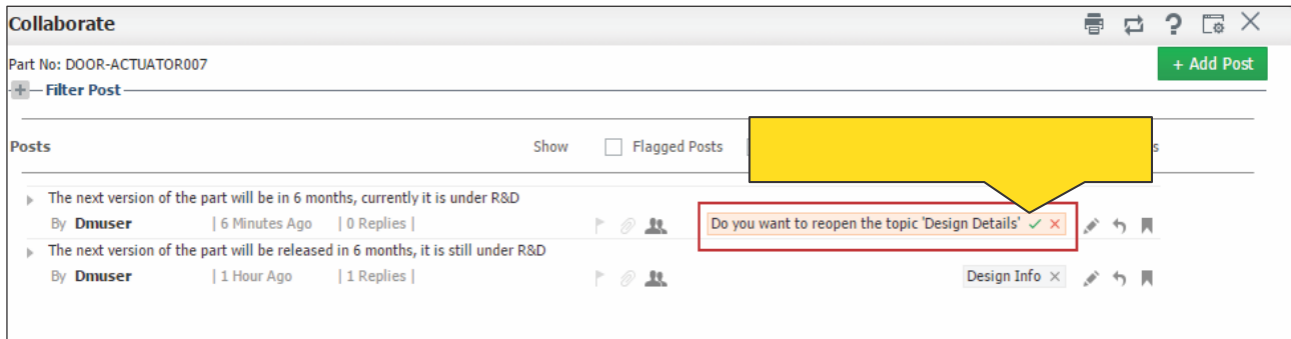 Collaborate
Part No: DOOR-ACTUATOR007
+ Add Post
Filter Post
Posts Show Flagged Posts
The next version of the part will be in 6 months, currently it is under R&D
By Dmuser | 6 Minutes Ago | 0 Replies |
Do you want to reopen the topic 'Design Details'
The next version of the part will be released in 6 months, it is still under R&D
By Dmuser | 1 Hour Ago | 1 Replies |
Design Info